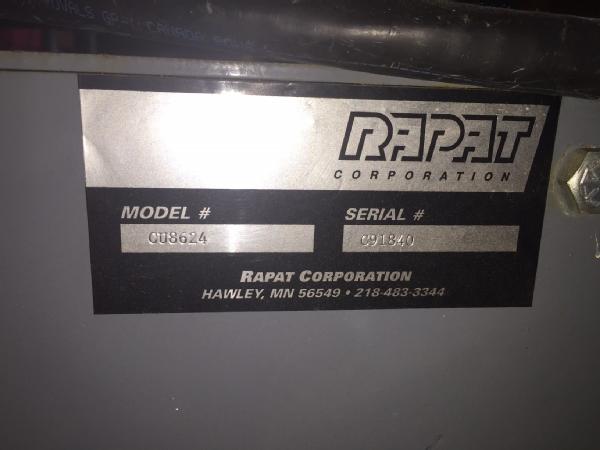 RAPAT
CORPORATION
MODEL # SERIAL #
CU8624 C91840
RAPAT CORPORATION
HAWLEY, MN 56549 • 218-483-3344